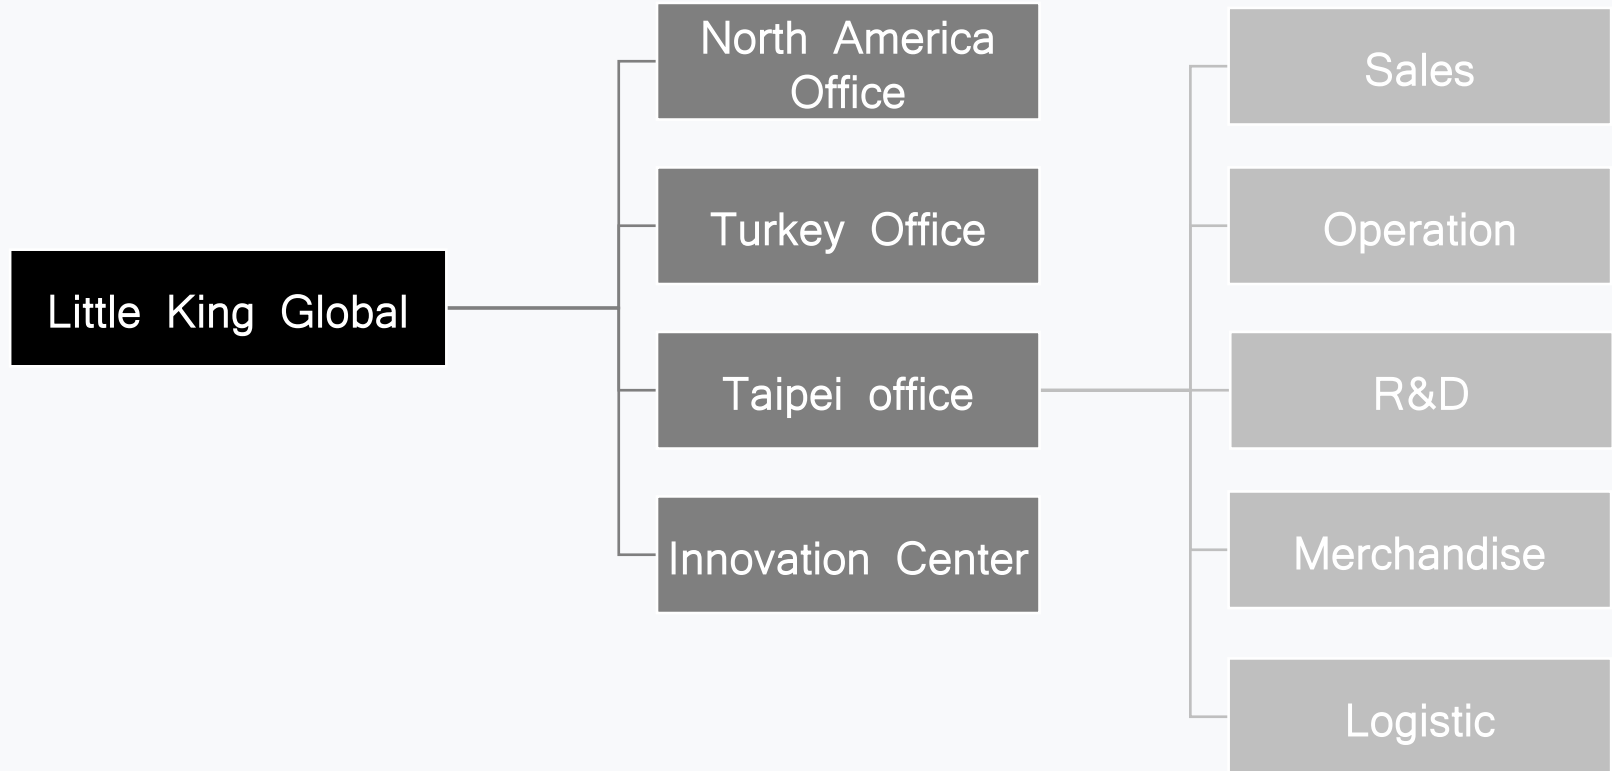 Little King Global
North America
Office
Turkey Office
Taipei office
Innovation Center
Sales
Operation
R&D
Merchandise
Logistic